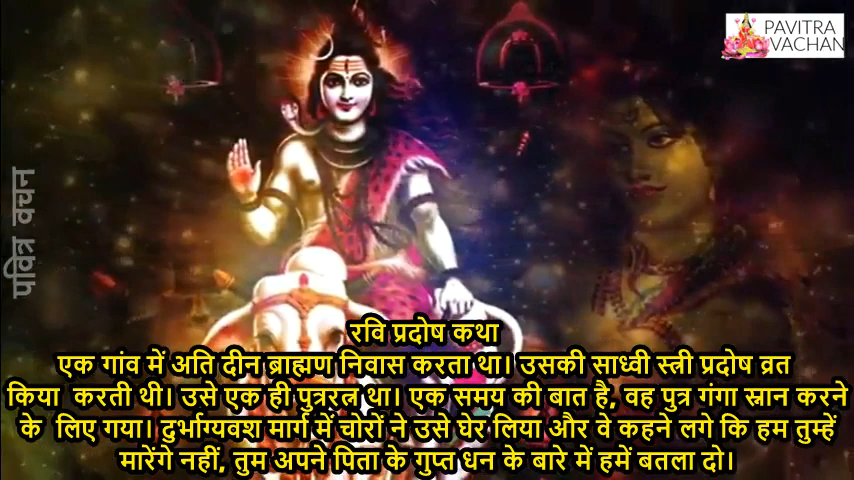 PAVITRA
VACHAN
पवित्र वचन
रवि प्रदोष कथा
एक गांव में अति दीन ब्राह्मण निवास करता था। उसकी साध्वी स्त्री प्रदोष व्रत
किया करती थी। उसे एक ही पुत्ररत्न था। एक समय की बात है, वह पुत्र गंगा स्नान करने
के लिए गया। दुर्भाग्यवश मार्ग में चोरों ने उसे घेर लिया और वे कहने लगे कि हम तुम्हें
मारेंगे नहीं, तुम अपने पिता के गुप्त धन के बारे में हमें बतला दो।